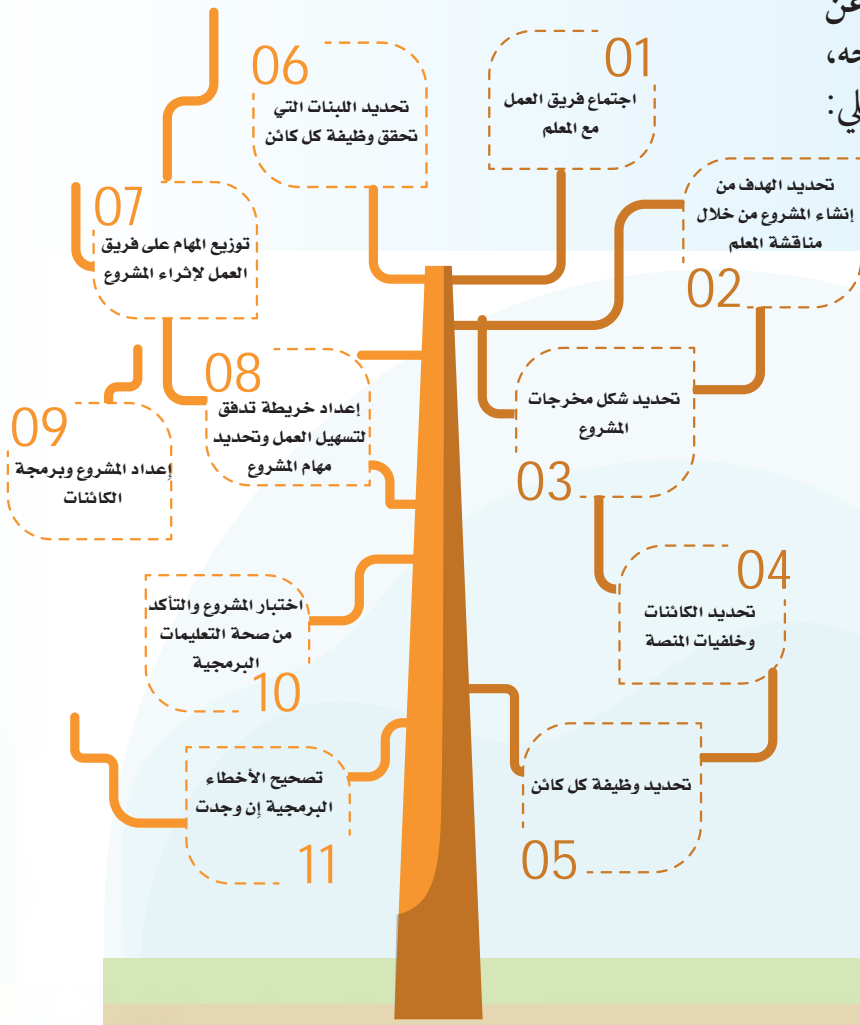 عن
حه،
لي:
01
اجتماع فريق العمل
مع المعلم
تحديد الهدف من
إنشاء المشروع من خلال
مناقشة المعلم
02
تحديد شكل مخرجات
المشروع
03
04
تحديد الكائنات
وخلفيات المنصة
تحديد وظيفة كل كائن
05
06
تحديد اللبنات التي
تحقق وظيفة كل كائن
07
توزيع المهام على فريق
العمل لإثراء المشروع
08
إعداد خريطة تدفق
لتسهيل العمل وتحديد
مهام المشروع
09
إعداد المشروع وبرمجة
الكائنات
اختبار المشروع والتأكد
من صحة التعليمات
البرمجية
10
تصحيح الأخطاء
البرمجية إن وجدت
11